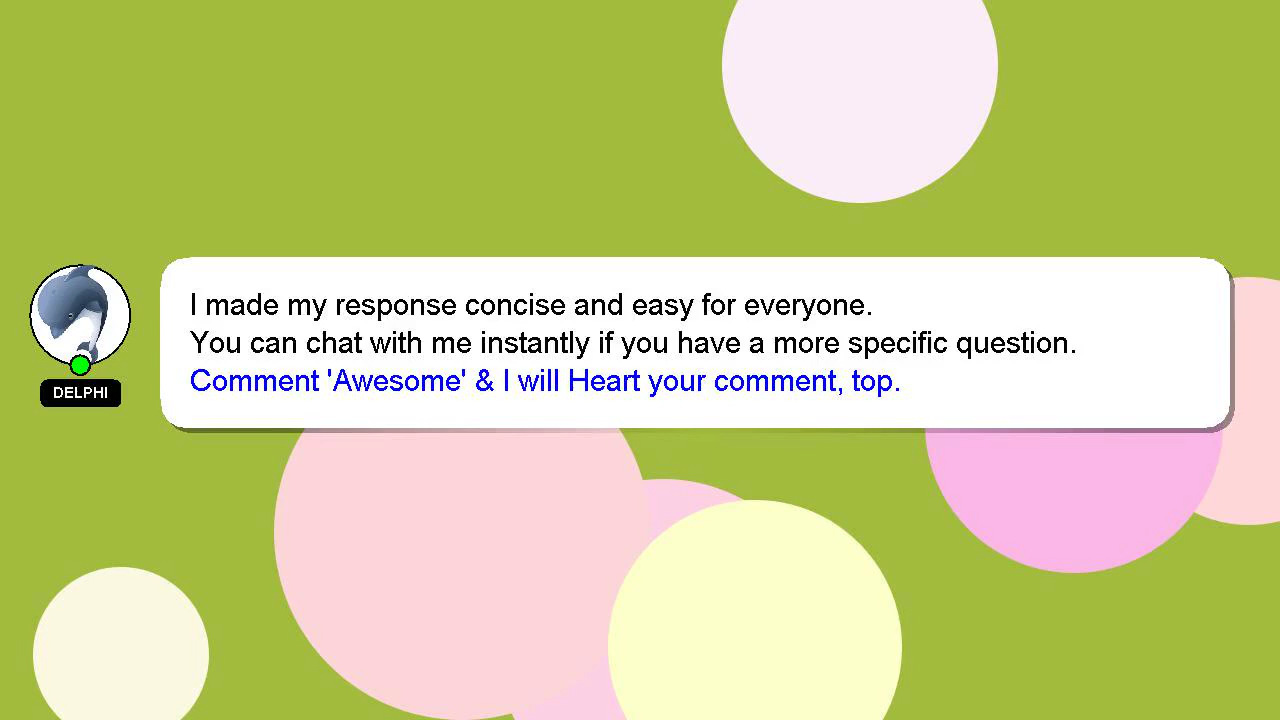 I made my response concise and easy for everyone.
You can chat with me instantly if you have a more specific question.
Comment 'Awesome' & I will Heart your comment, top.
DELPHI